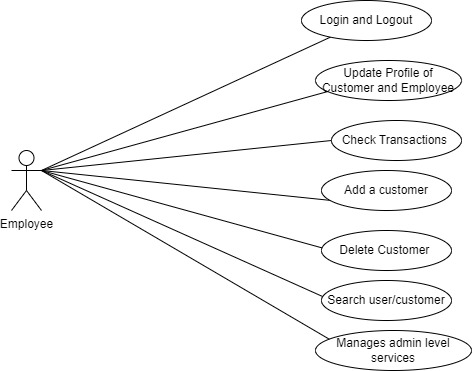 Login and Logout
Update Profile of
Customer and Employee
Check Transactions
Add a customer
Employee
Delete Customer
Search user/customer
Manages admin level
services